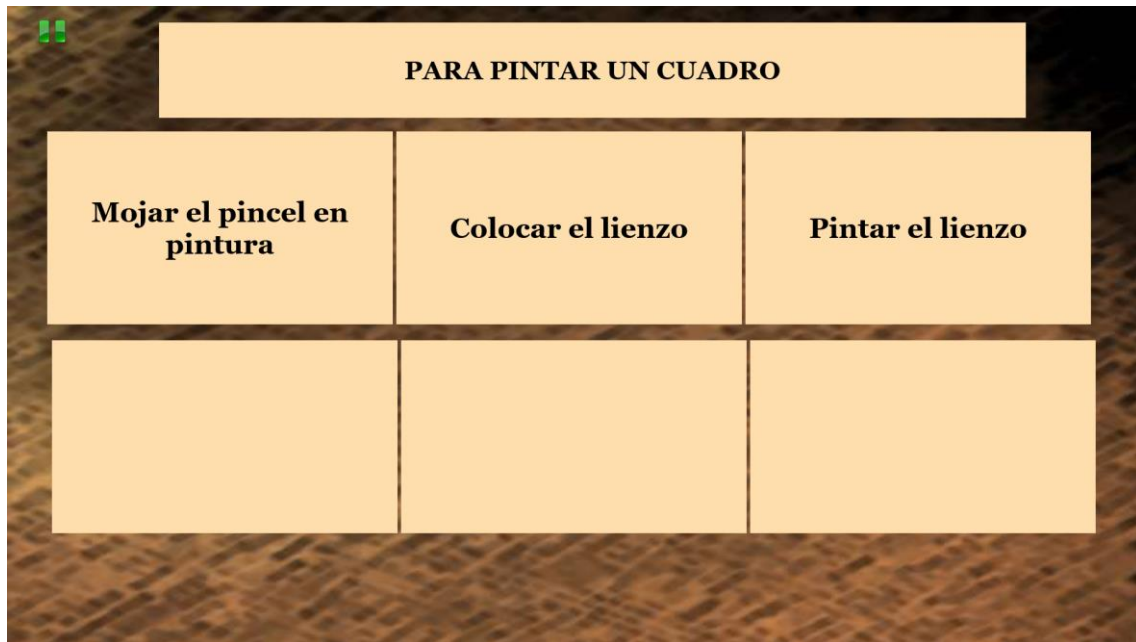 PARA PINTAR UN CUADRO
Mojar el pincel en
pintura
Colocar el lienzo
Pintar el lienzo